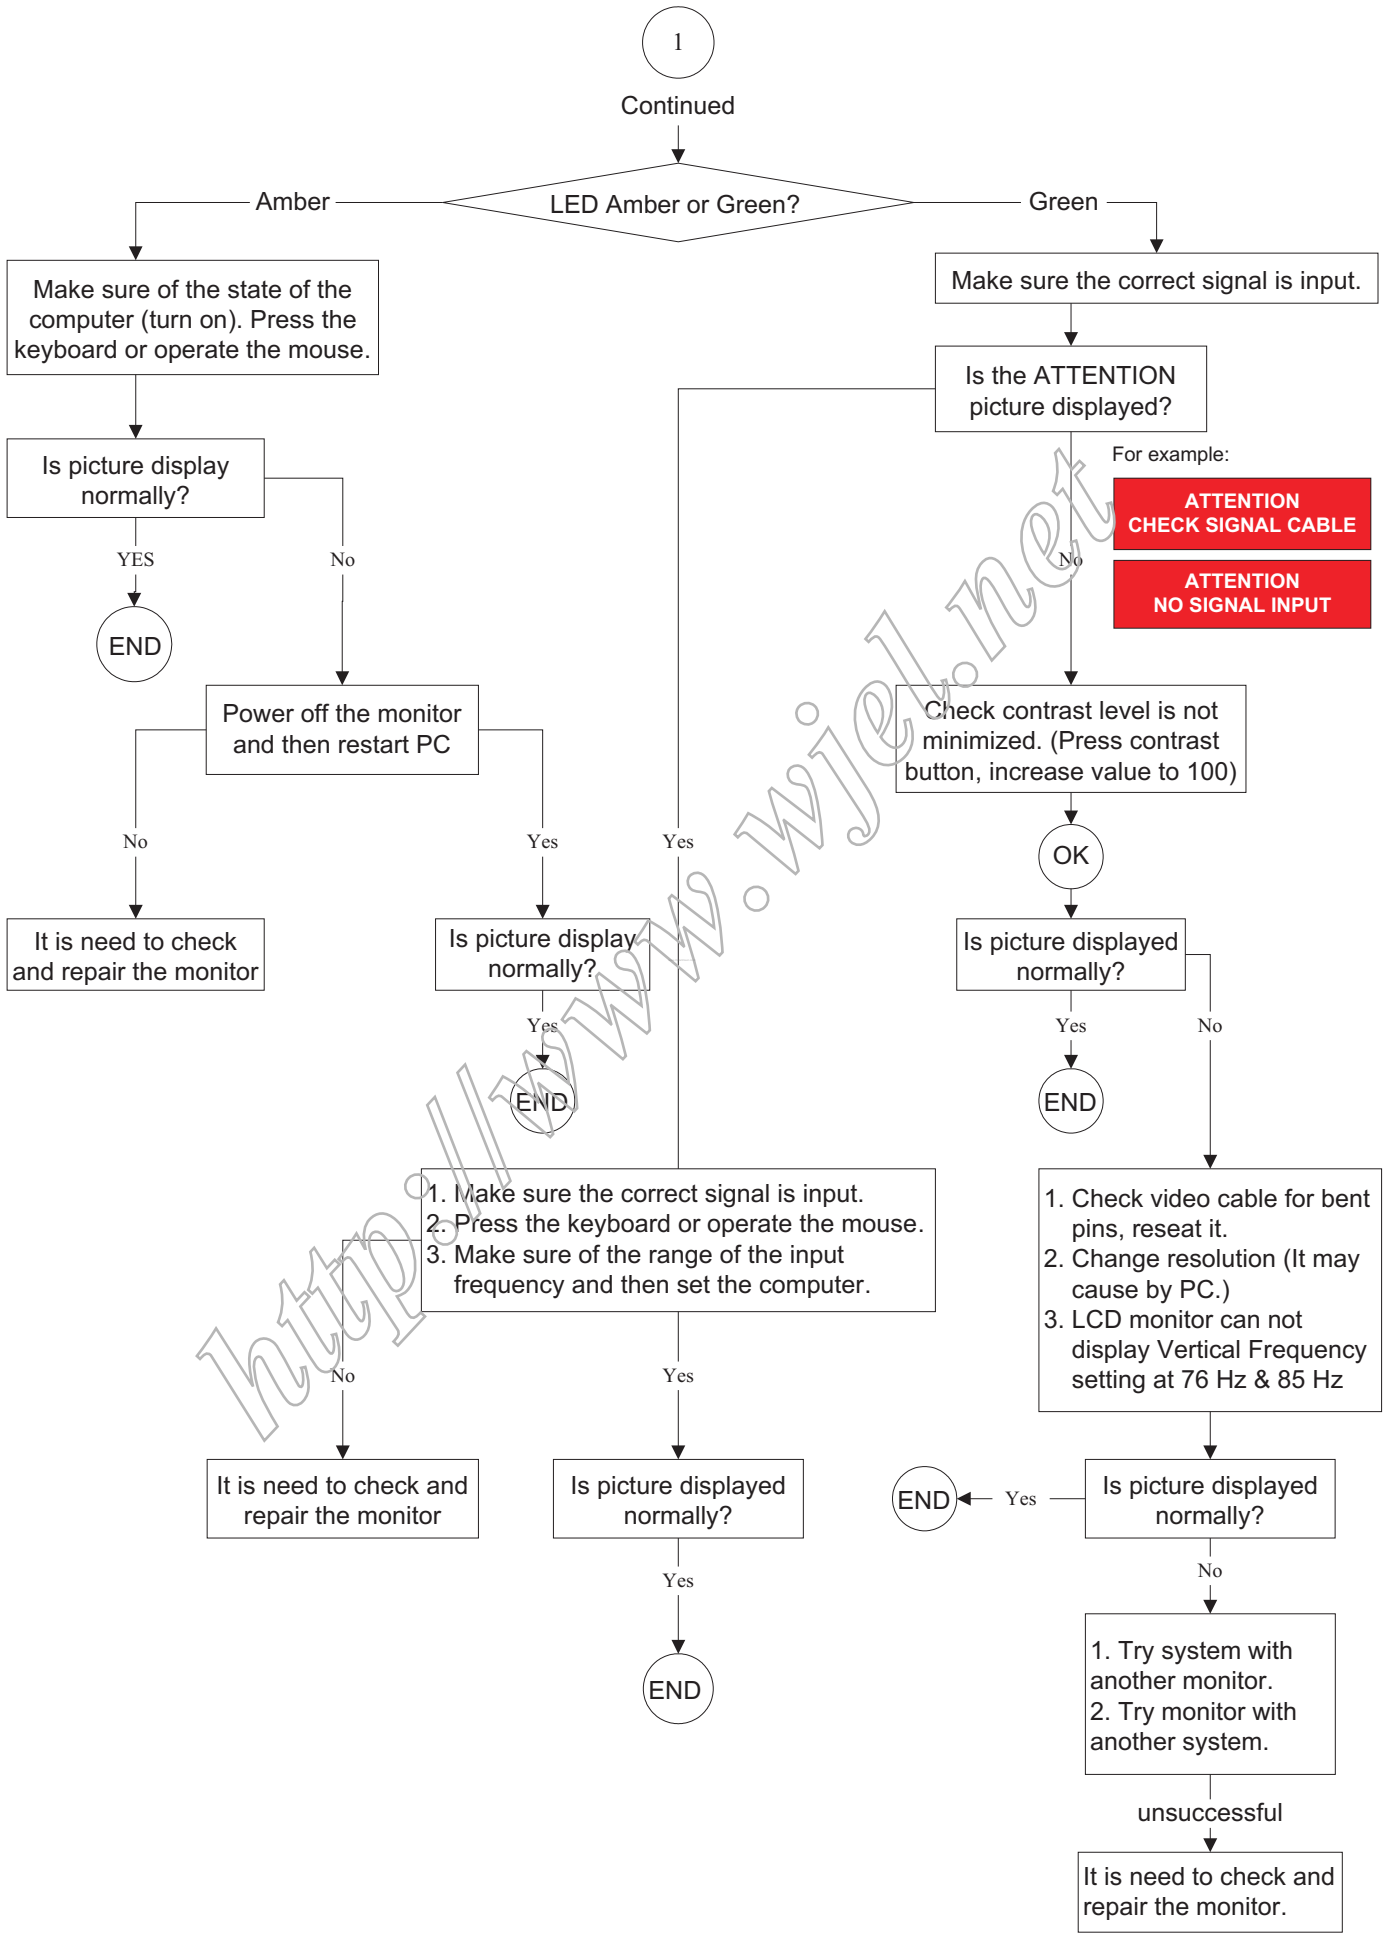 1
Continued
LED Amber or Green?
Amber
Green
Make sure of the state of the
computer (turn on). Press the
keyboard or operate the mouse.
Is picture display
normally?
YES
No
END
Power off the monitor
and then restart PC
No
Yes
It is need to check
and repair the monitor
Is picture display
normally?
Yes
END
Make sure the correct signal is input.
Is the ATTENTION
picture displayed?
For example:
ATTENTION
CHECK SIGNAL CABLE
ATTENTION
NO SIGNAL INPUT
No
Yes
Check contrast level is not
minimized. (Press contrast
button, increase value to 100)
OK
Is picture displayed
normally?
Yes
No
END
1. Make sure the correct signal is input.
2. Press the keyboard or operate the mouse.
3. Make sure of the range of the input
frequency and then set the computer.
No
Yes
It is need to check and
repair the monitor
Is picture displayed
normally?
Yes
END
1. Check video cable for bent
pins, reseat it.
2. Change resolution (It may
cause by PC.)
3. LCD monitor can not
display Vertical Frequency
setting at 76 Hz & 85 Hz
Is picture displayed
normally?
Yes
END
No
1. Try system with
another monitor.
2. Try monitor with
another system.
unsuccessful
It is need to check and
repair the monitor.
http://www.wjel.net